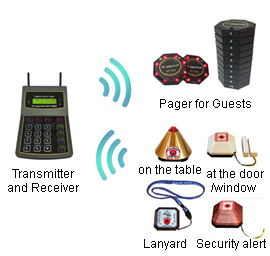 Pager for Guests
Transmitter
and Receiver
on the table
at the door
/window
Lanyard
Security alert